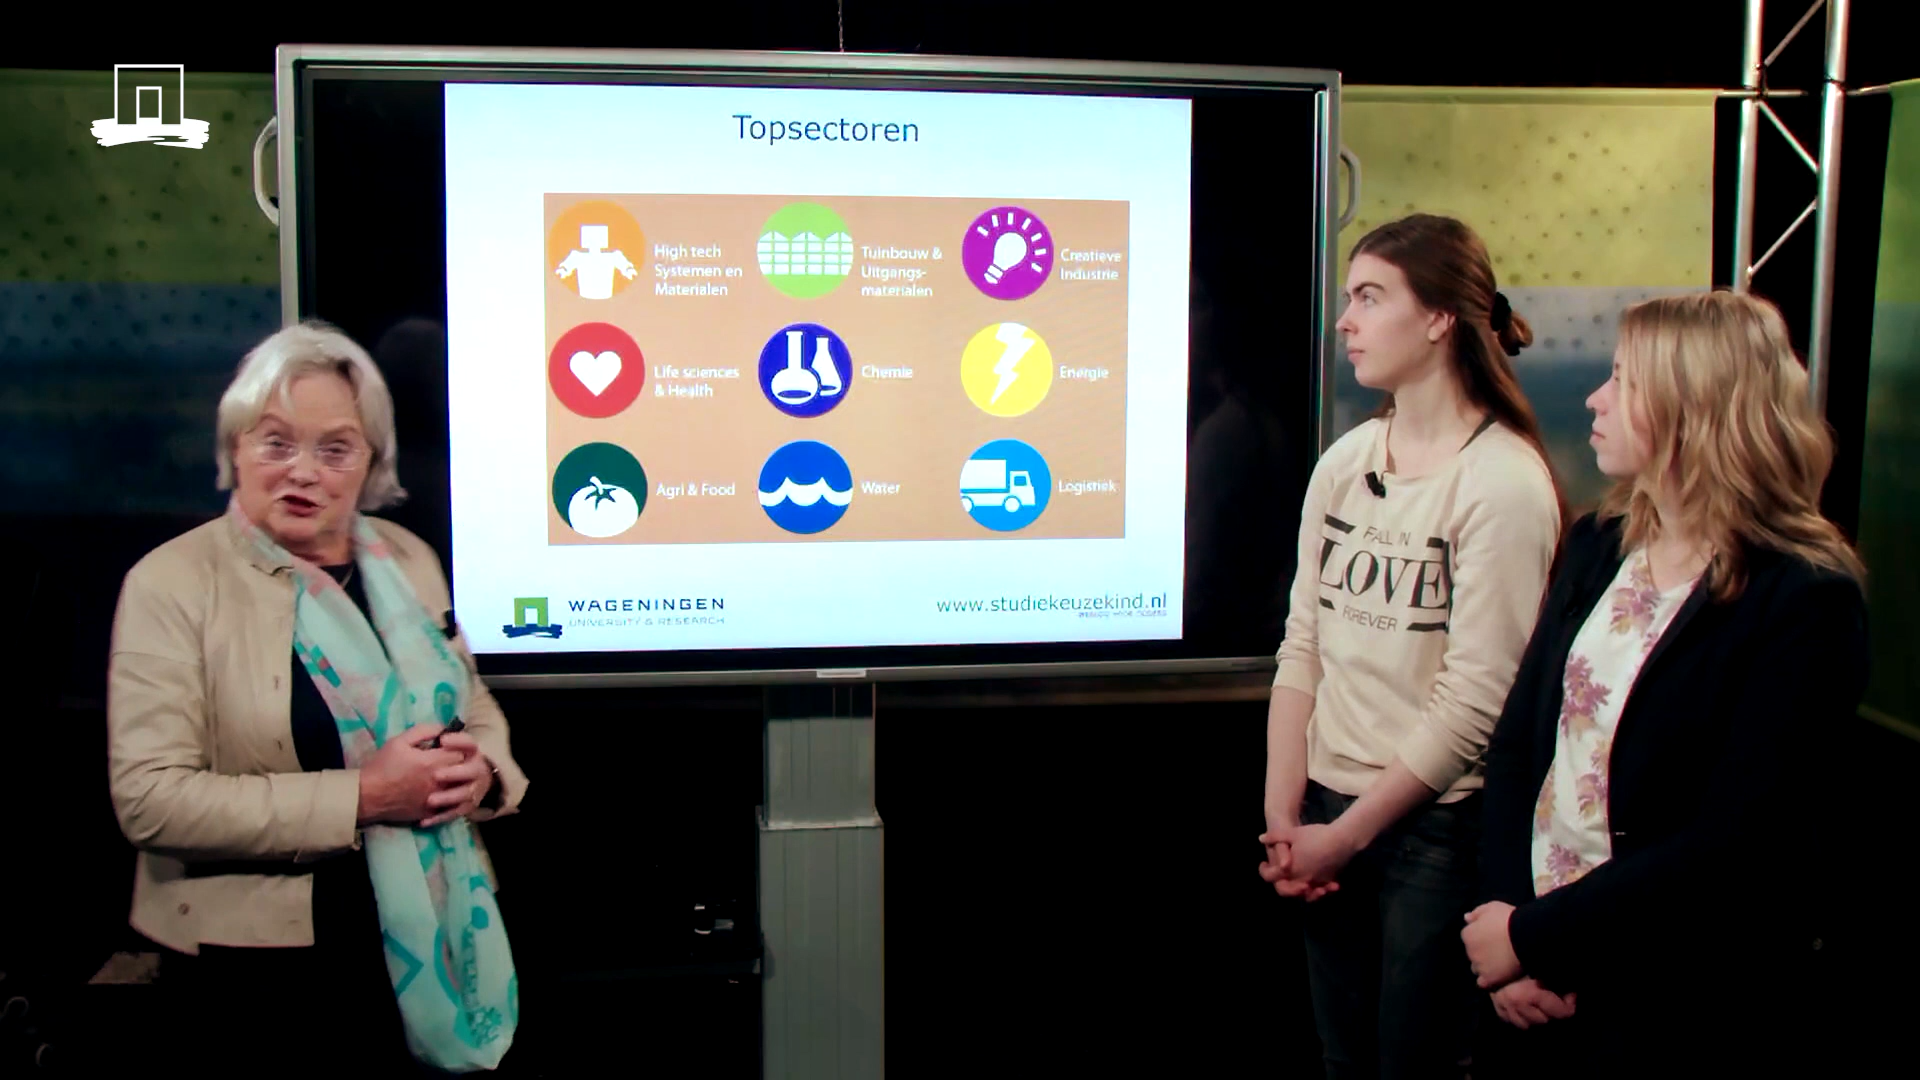 Topsectoren
High tech
Systemen en
Materialen
Tuinbouw &
Uitgangs-
materialen
Creatieve
Industrie
Life sciences
& Health
Chemie
Energie
Agri & Food
Water
Logistiek
WAGENINGEN
UNIVERSITY & RESEARCH
www.studiekeuzekind.nl
FALL IN
LOVE
FOREVER